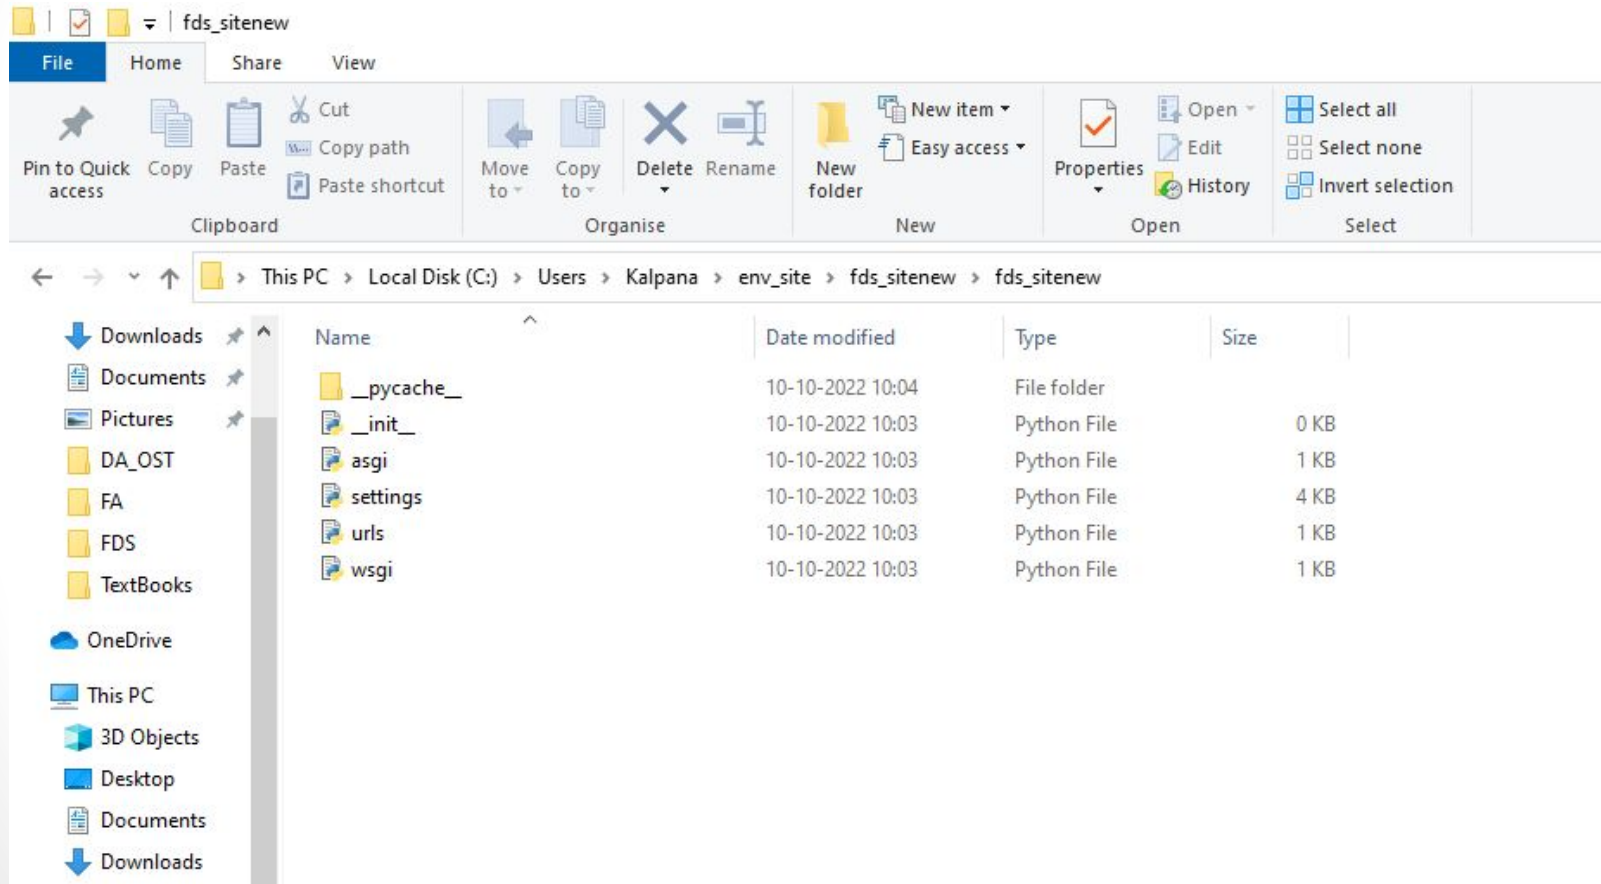 fds_sitenew
File Home Share View
Pin to Quick access
Copy
Paste
Cut
Copy path
Paste shortcut
Clipboard
Move to
Copy to
Delete
Rename
Organise
New folder
New item
Easy access
New
Properties
Open
Edit
History
Open
Select all
Select none
Invert selection
Select
This PC > Local Disk (C:) > Users > Kalpana > env_site > fds_sitenew > fds_sitenew
Downloads
Documents
Pictures
DA_OST
FA
FDS
TextBooks
OneDrive
This PC
3D Objects
Desktop
Documents
Downloads
Name Date modified Type Size
__pycache__ 10-10-2022 10:04 File folder
__init__ 10-10-2022 10:03 Python File 0 KB
asgi 10-10-2022 10:03 Python File 1 KB
settings 10-10-2022 10:03 Python File 4 KB
urls 10-10-2022 10:03 Python File 1 KB
wsgi 10-10-2022 10:03 Python File 1 KB